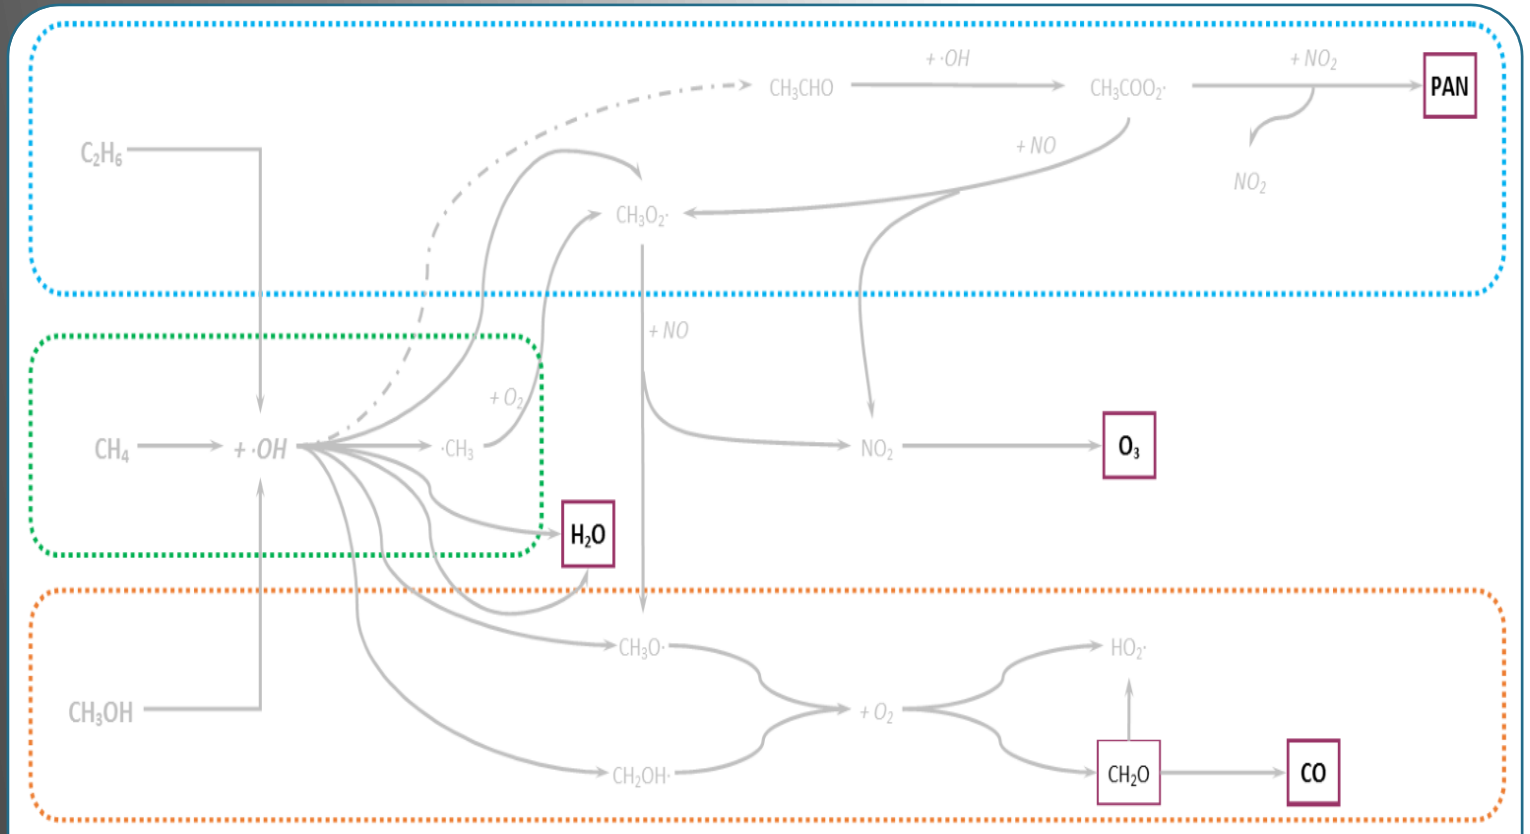 + ·OH
+ NO₂
CH₃CHO
CH₃COO₂·
PAN
+ NO
C₂H₆
NO₂
CH₃O₂·
+ NO
+ O₂
CH₄
+ ·OH
·CH₃
NO₂
O₃
H₂O
CH₃O·
HO₂·
CH₃OH
+ O₂
CH₂OH·
CH₂O
CO